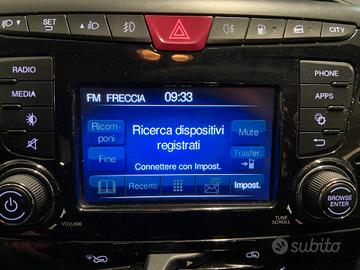 SET
CITY
RADIO
PHONE
MEDIA
APPS
FM FRECCIA 09:33
Ricom-
poni
Ricerca dispositivi
registrati
Mute
Fine
Connettere con Impost.
Trasfer.
Recenti
Impost.
VOLUME
TUNE
SCROLL
BROWSE
ENTER
subito